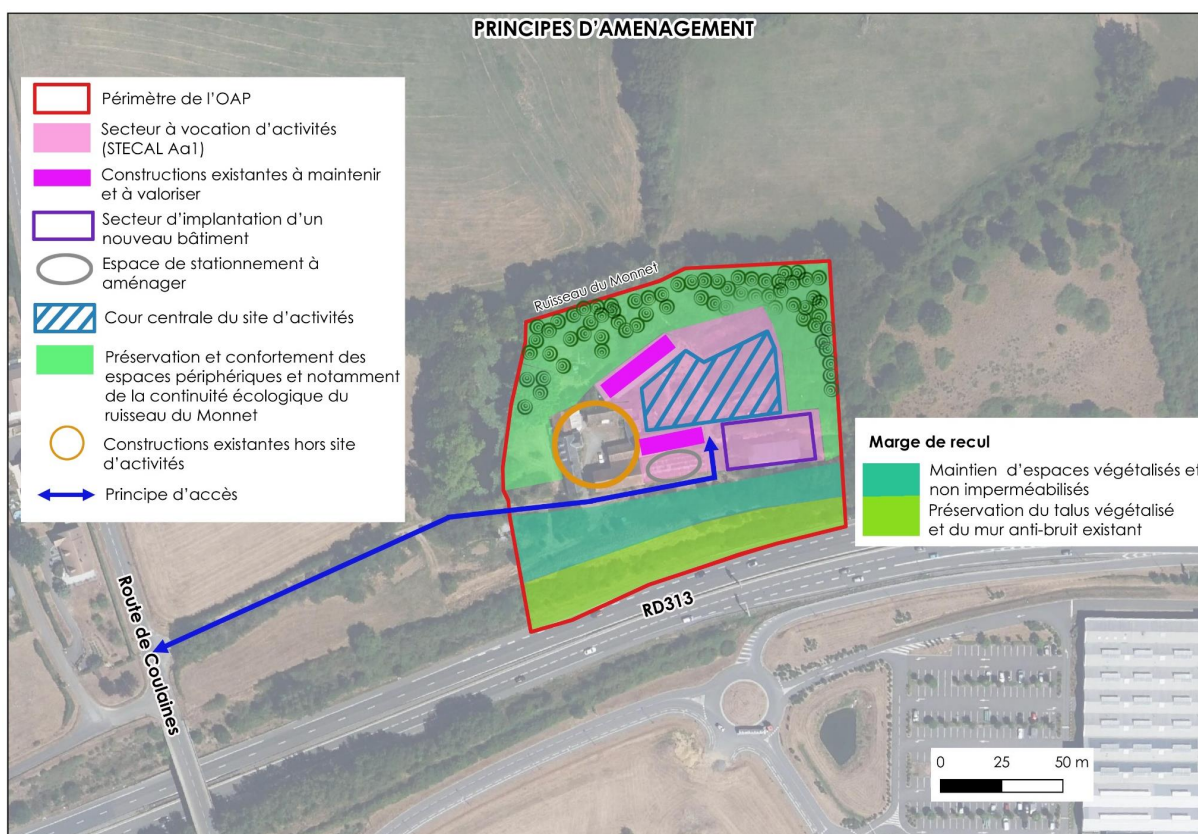 PRINCIPES D'AMENAGEMENT
Périmètre de l'OAP
Secteur à vocation d'activités
(STECAL Aa1)
Constructions existantes à maintenir
et à valoriser
Secteur d'implantation d'un
nouveau bâtiment
Espace de stationnement à
aménager
Cour centrale du site d'activités
Préservation et confortement des
espaces périphériques et notamment
de la continuité écologique du
ruisseau du Monnet
Constructions existantes hors site
d'activités
Principe d'accès
Ruisseau du Monnet
Marge de recul
Maintien d'espaces végétalisés et
non imperméabilisés
Préservation du talus végétalisé
et du mur anti-bruit existant
RD313
Route de Coulaines
0 25 50 m